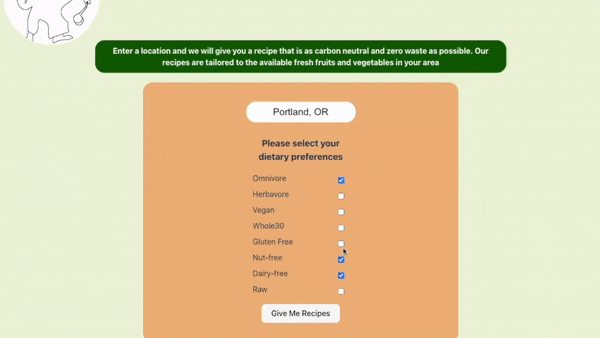 Enter a location and we will give you a recipe that is as carbon neutral and zero waste as possible. Our
recipes are tailored to the available fresh fruits and vegetables in your area
Portland, OR
Please select your
dietary preferences
Omnivore
Herbavore
Vegan
Whole30
Gluten Free
Nut-free
Dairy-free
Raw
Give Me Recipes